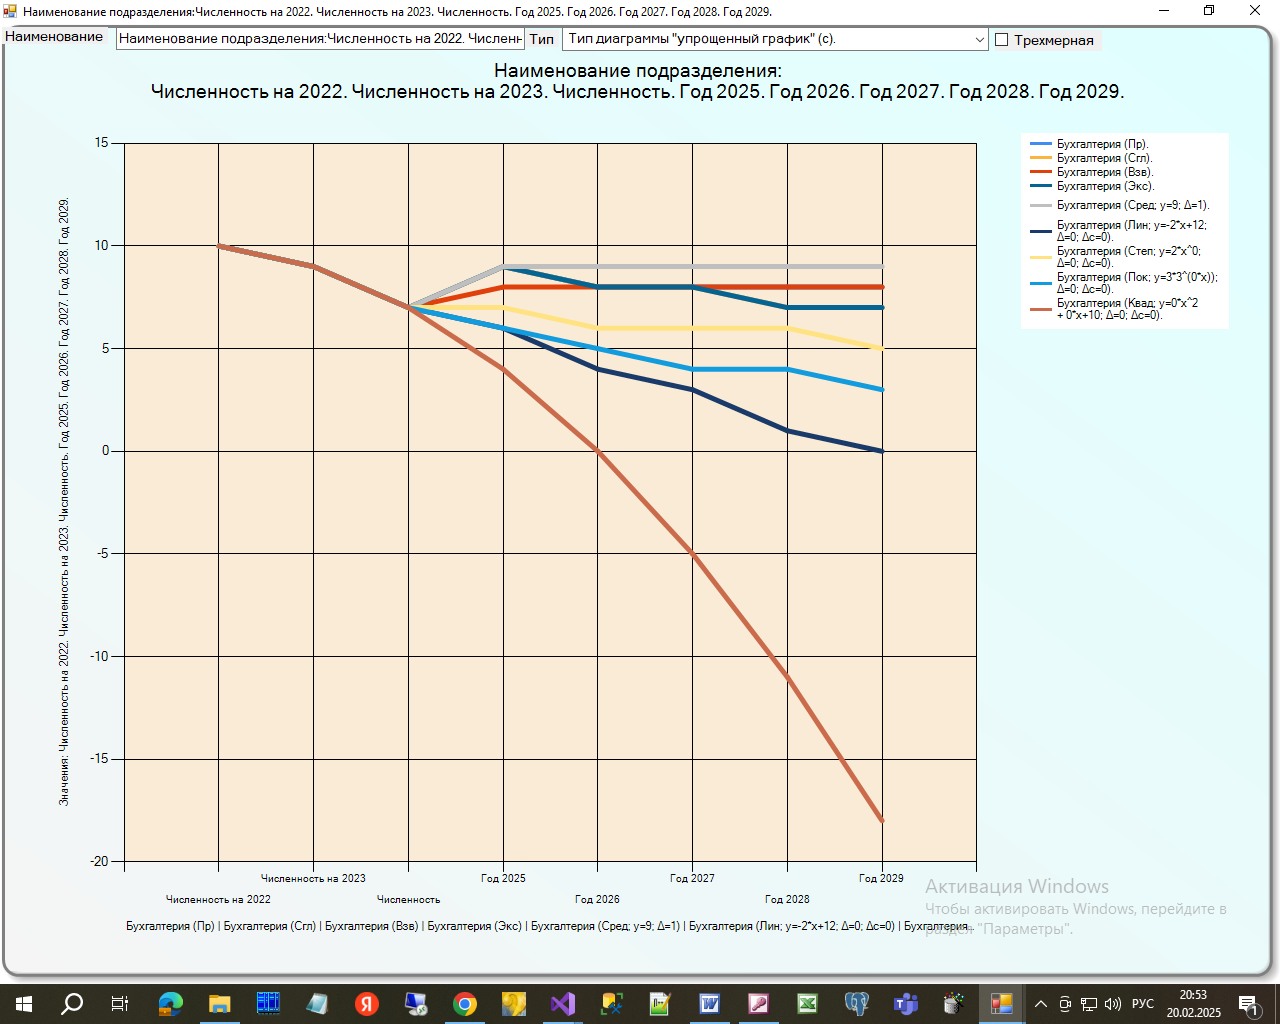 Наименование подразделения:Численность на 2022. Численность на 2023. Численность. Год 2025. Год 2026. Год 2027. Год 2028. Год 2029.
Наименование
Наименование подразделения:Численность на 2022. Числен
Тип
Тип диаграммы "упрощенный график" (c).
Трехмерная
Наименование подразделения:
Численность на 2022. Численность на 2023. Численность. Год 2025. Год 2026. Год 2027. Год 2028. Год 2029.
Значения: Численность на 2022. Численность на 2023. Численность. Год 2025. Год 2026. Год 2027. Год 2028. Год 2029.
15
10
5
0
-5
-10
-15
-20
Бухгалтерия (Пр).
Бухгалтерия (Сгл).
Бухгалтерия (Взв).
Бухгалтерия (Экс).
Бухгалтерия (Сред; y=9; Δ=1).
Бухгалтерия (Лин; y=-2*x+12;
Δ=0; Δc=0).
Бухгалтерия (Степ; y=2*x^0;
Δ=0; Δc=0).
Бухгалтерия (Пок; y=3*3^(0*x));
Δ=0; Δc=0).
Бухгалтерия (Квад; y=0*x^2
+ 0*x+10; Δ=0; Δc=0).
Численность на 2023
Год 2025
Год 2027
Год 2029
Численность на 2022
Численность
Год 2026
Год 2028
Бухгалтерия (Пр) | Бухгалтерия (Сгл) | Бухгалтерия (Взв) | Бухгалтерия (Экс) | Бухгалтерия (Сред; y=9; Δ=1) | Бухгалтерия (Лин; y=-2*x+12; Δ=0; Δc=0) | Бухгалтерия...
Активация Windows
Чтобы активировать Windows, перейдите в
раздел "Параметры".
РУС
20:53
20.02.2025
1